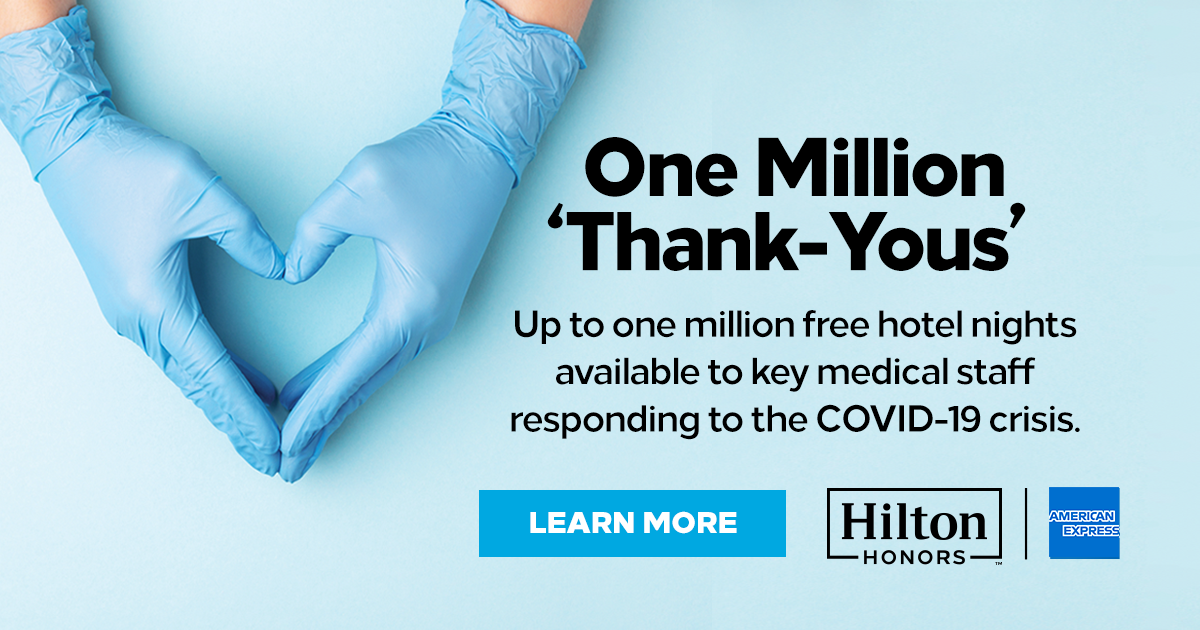 One Million
‘Thank-Yous’
Up to one million free hotel nights
available to key medical staff
responding to the COVID-19 crisis.
LEARN MORE
Hilton
HONORS™
AMERICAN
EXPRESS